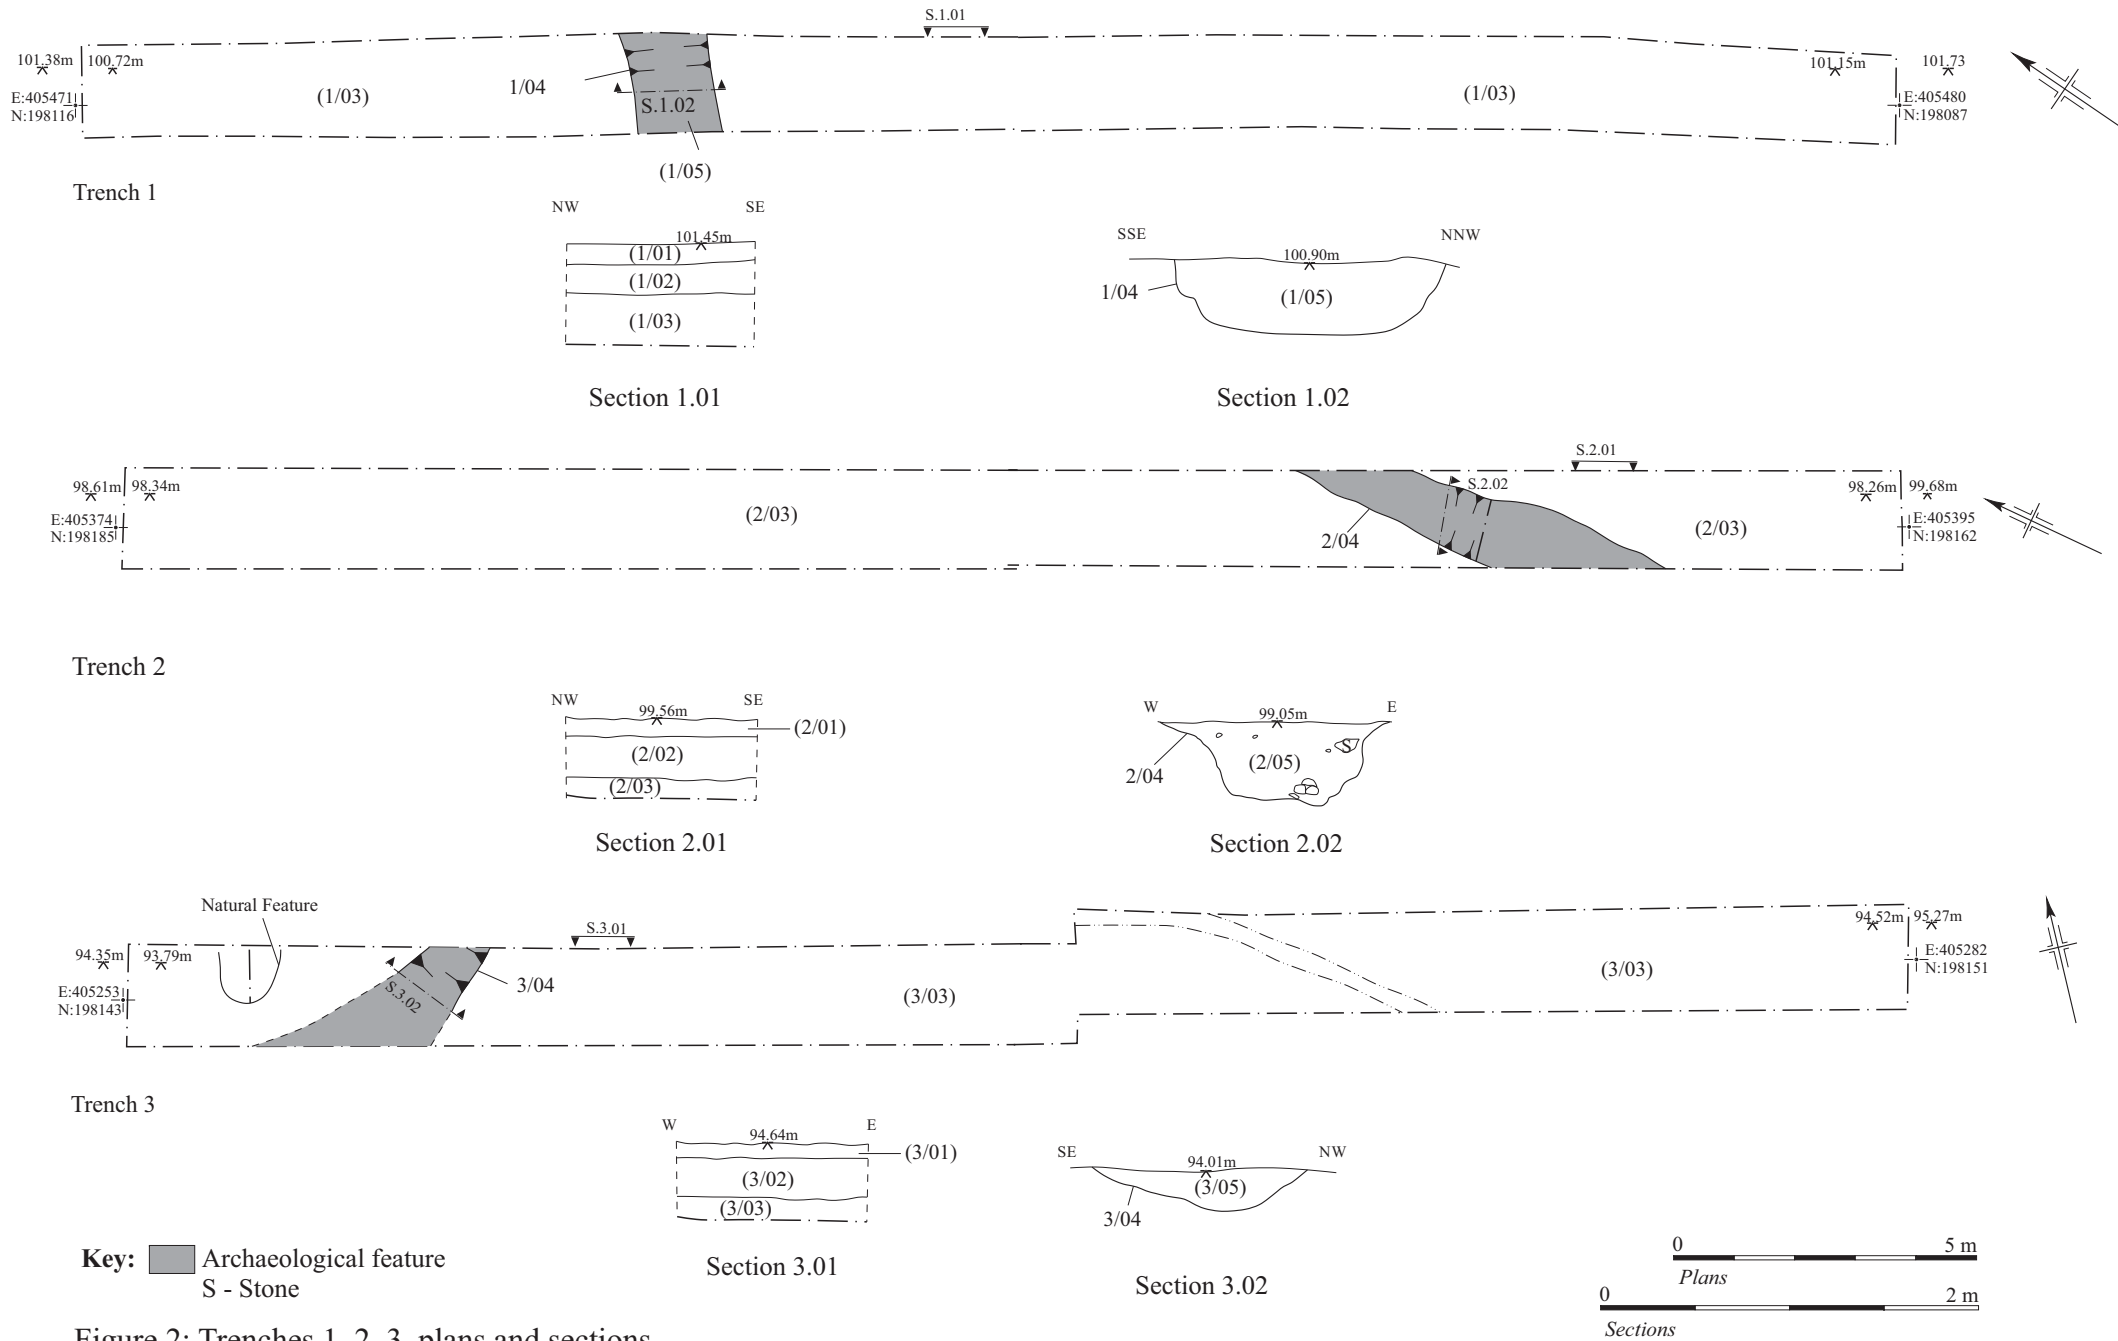 S.1.01
101.38m
100.72m
1/04
(1/03)
S.1.02
(1/03)
101.15m
101.73
E:405471
N:198116
E:405480
N:198087
(1/05)
Trench 1
NW
SE
101.45m
(1/01)
(1/02)
(1/03)
Section 1.01
SSE
NNW
100.90m
1/04
(1/05)
Section 1.02
S.2.01
98.61m
98.34m
E:405374
N:198185
(2/03)
2/04
S.2.02
(2/03)
98.26m
99.68m
E:405395
N:198162
Trench 2
NW
SE
99.56m
(2/01)
(2/02)
(2/03)
Section 2.01
W
E
99.05m
S
2/04
(2/05)
Section 2.02
Natural Feature
S.3.01
94.35m
93.79m
E:405253
N:198143
S.3.02
3/04
(3/03)
(3/03)
94.52m
95.27m
E:405282
N:198151
Trench 3
W
E
94.64m
(3/01)
(3/02)
(3/03)
Section 3.01
SE
NW
94.01m
(3/05)
3/04
Section 3.02
Key:
Archaeological feature
S - Stone
0
5 m
Plans
0
2 m
Sections
Figure 2: Trenches 1, 2, 3, plans and sections